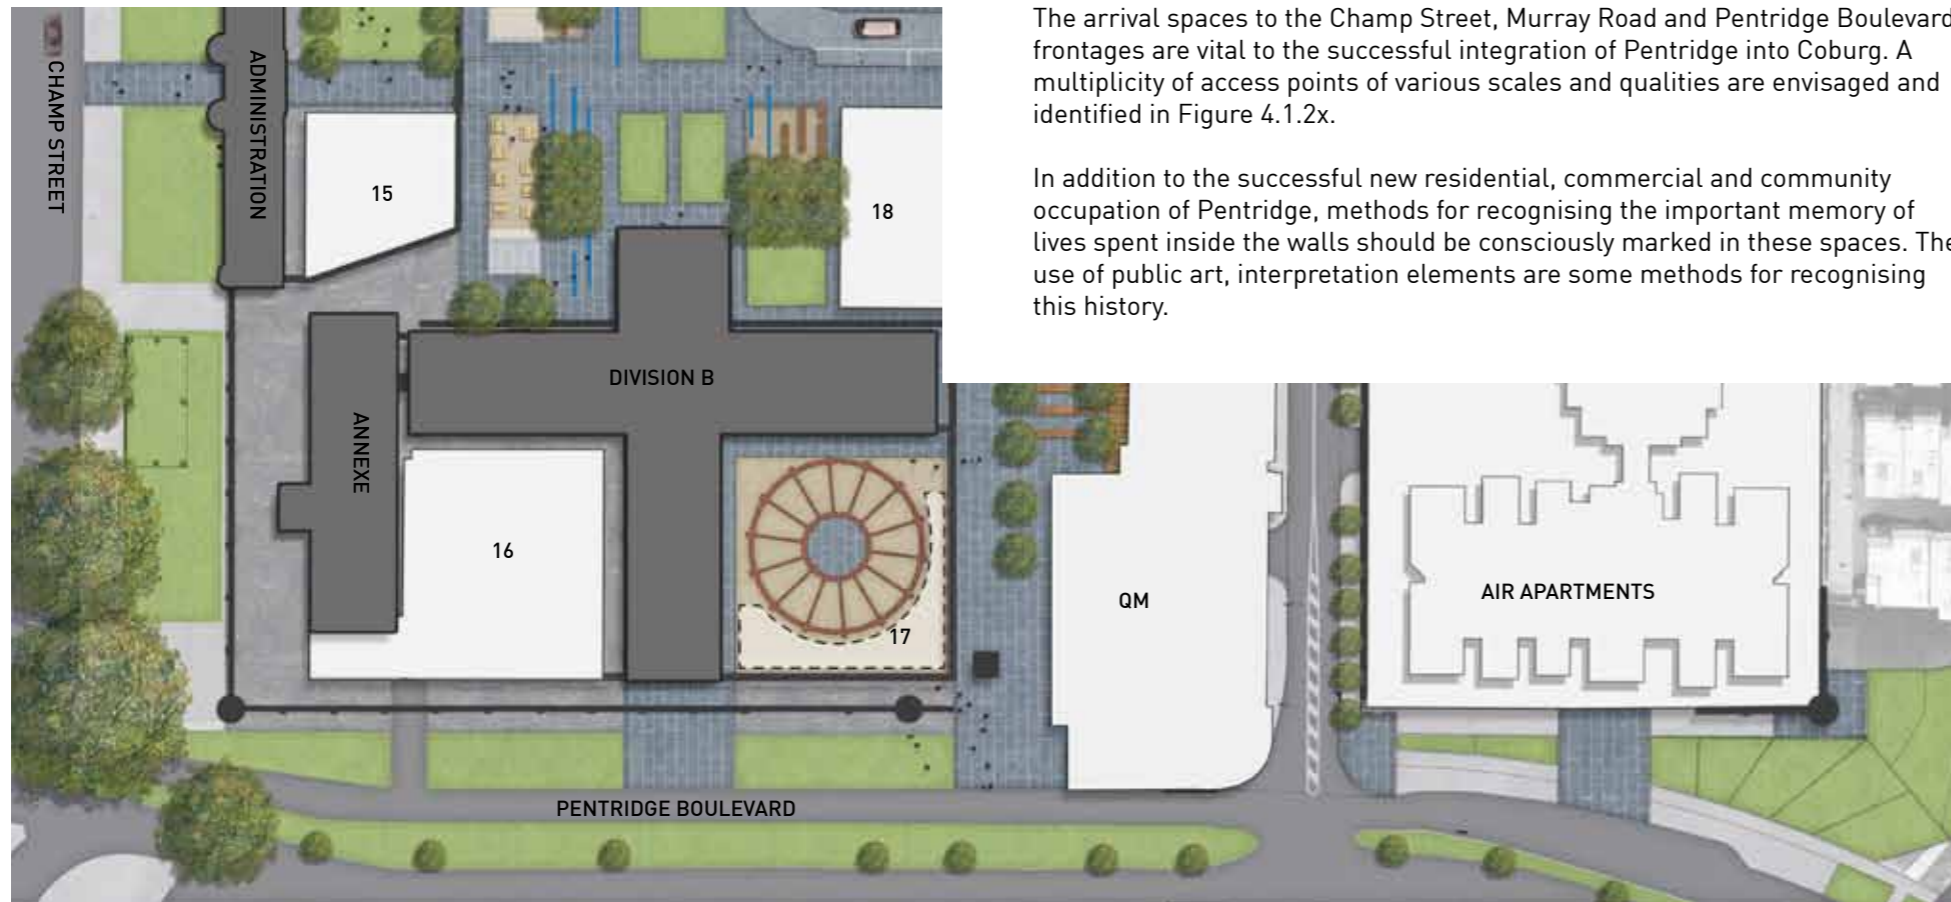 The arrival spaces to the Champ Street, Murray Road and Pentridge Boulevard
frontages are vital to the successful integration of Pentridge into Coburg. A
multiplicity of access points of various scales and qualities are envisaged and
identified in Figure 4.1.2x.
In addition to the successful new residential, commercial and community
occupation of Pentridge, methods for recognising the important memory of
lives spent inside the walls should be consciously marked in these spaces. The
use of public art, interpretation elements are some methods for recognising
this history.
CHAMP STREET
ADMINISTRATION
15
18
DIVISION B
ANNEXE
16
17
QM
AIR APARTMENTS
PENTRIDGE BOULEVARD